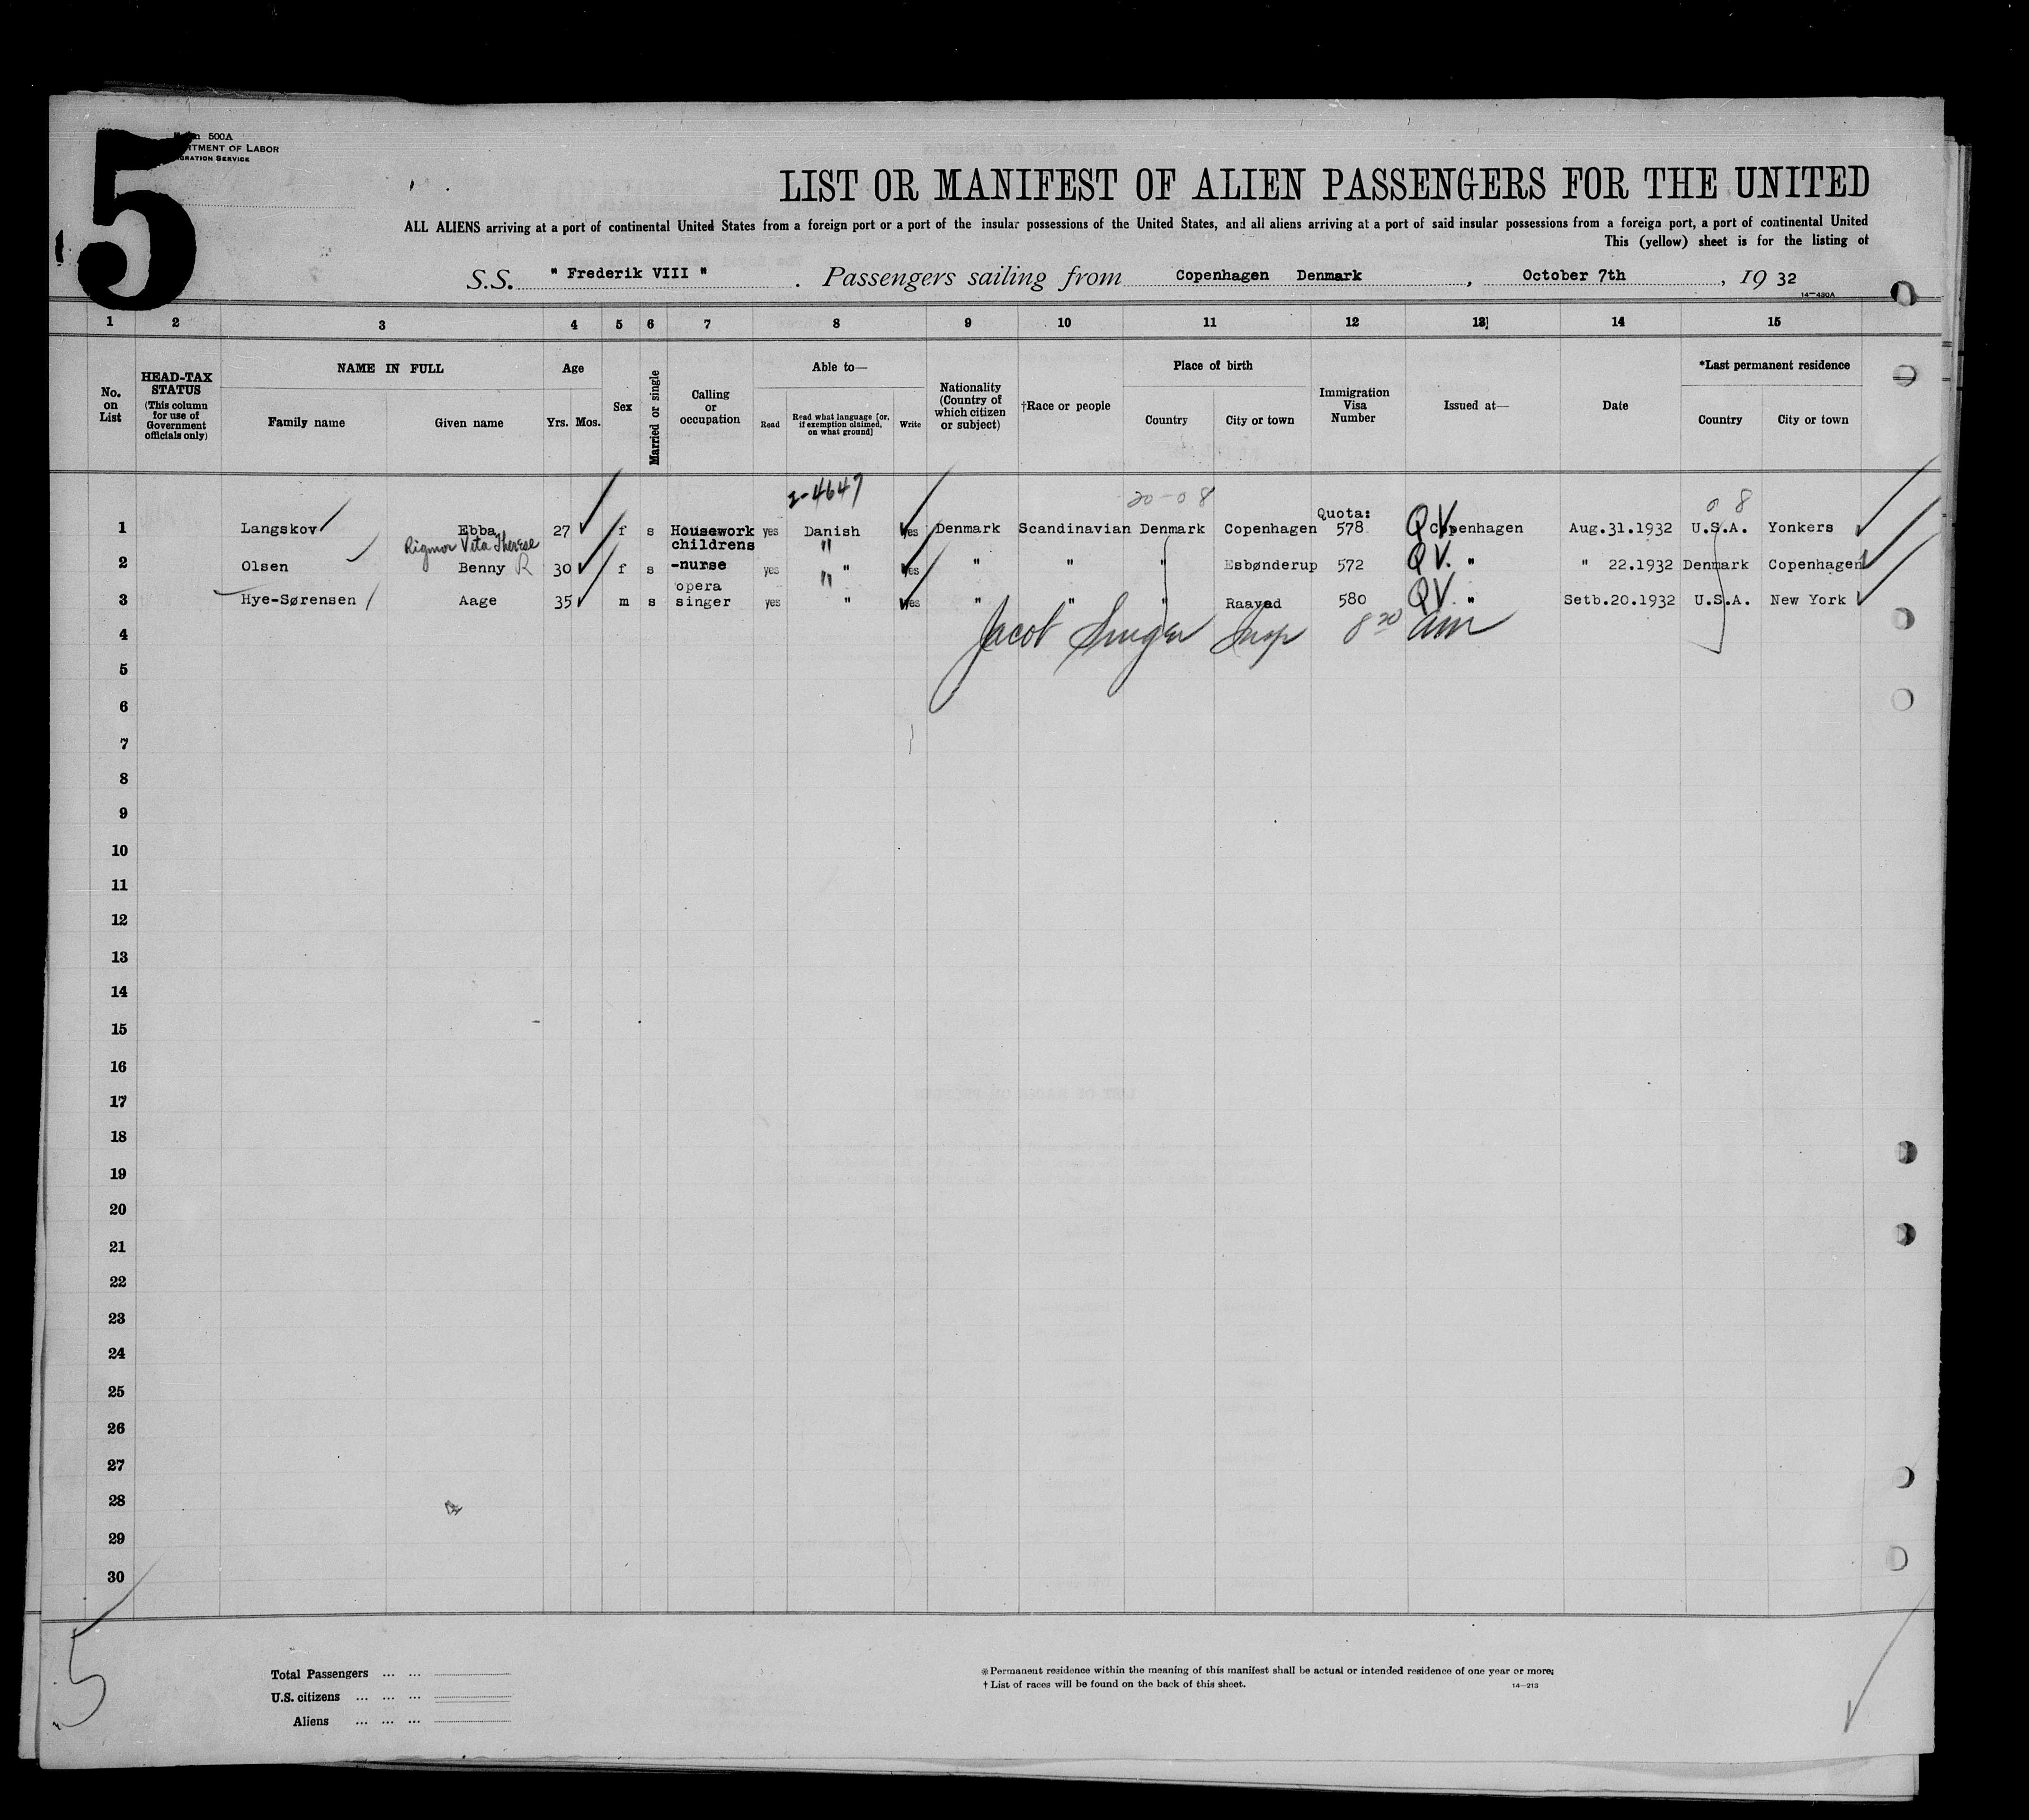 5
500A
RTMENT OF LABOR
GRATION SERVICE
LIST OR MANIFEST OF ALIEN PASSENGERS FOR THE UNITED
ALL ALIENS arriving at a port of continental United States from a foreign port or a port of the insular possessions of the United States, and all aliens arriving at a port of said insular possessions from a foreign port, a port of continental United
This (yellow) sheet is for the listing of
S.S. " Frederik VIII " . Passengers sailing from Copenhagen Denmark , October 7th , 19 32
14—430A
1 2 3 4 5 6 7 8 9 10 11 12 13] 14 15
No. on List
HEAD-TAX STATUS (This column for use of Government officials only)
NAME IN FULL
Family name Given name
Age
Yrs. Mos.
Sex
Married or single
Calling or occupation
Able to—
Read
Read what language [or, if exemption claimed, on what ground]
Write
Nationality (Country of which citizen or subject)
†Race or people
Place of birth
Country City or town
Immigration Visa Number
Issued at—
Date
*Last permanent residence
Country City or town
2-4647 20-08 08
Quota:
1 Langskov Ebba 27 f s Housework yes Danish yes Denmark Scandinavian Denmark Copenhagen 578 QV Copenhagen Aug.31.1932 U.S.A. Yonkers
Rigmor Vita Therese childrens "
2 Olsen Benny R 30 f s -nurse yes " yes " " " Esbønderup 572 QV. " " 22.1932 Denmark Copenhagen
opera "
3 Hye-Sørensen Aage 35 m s singer yes " yes " " " Raavad 580 QV. " Setb.20.1932 U.S.A. New York
4 Jacob Singer Insp 8 20 am
5
6
7
8
9
10
11
12
13
14
15
16
17
18
19
20
21
22
23
24
25
26
27
28
29
30
5
Total Passengers ... ...
U.S. citizens ... ... ...
Aliens ... ... ...
*Permanent residence within the meaning of this manifest shall be actual or intended residence of one year or more.
† List of races will be found on the back of this sheet.
14—213